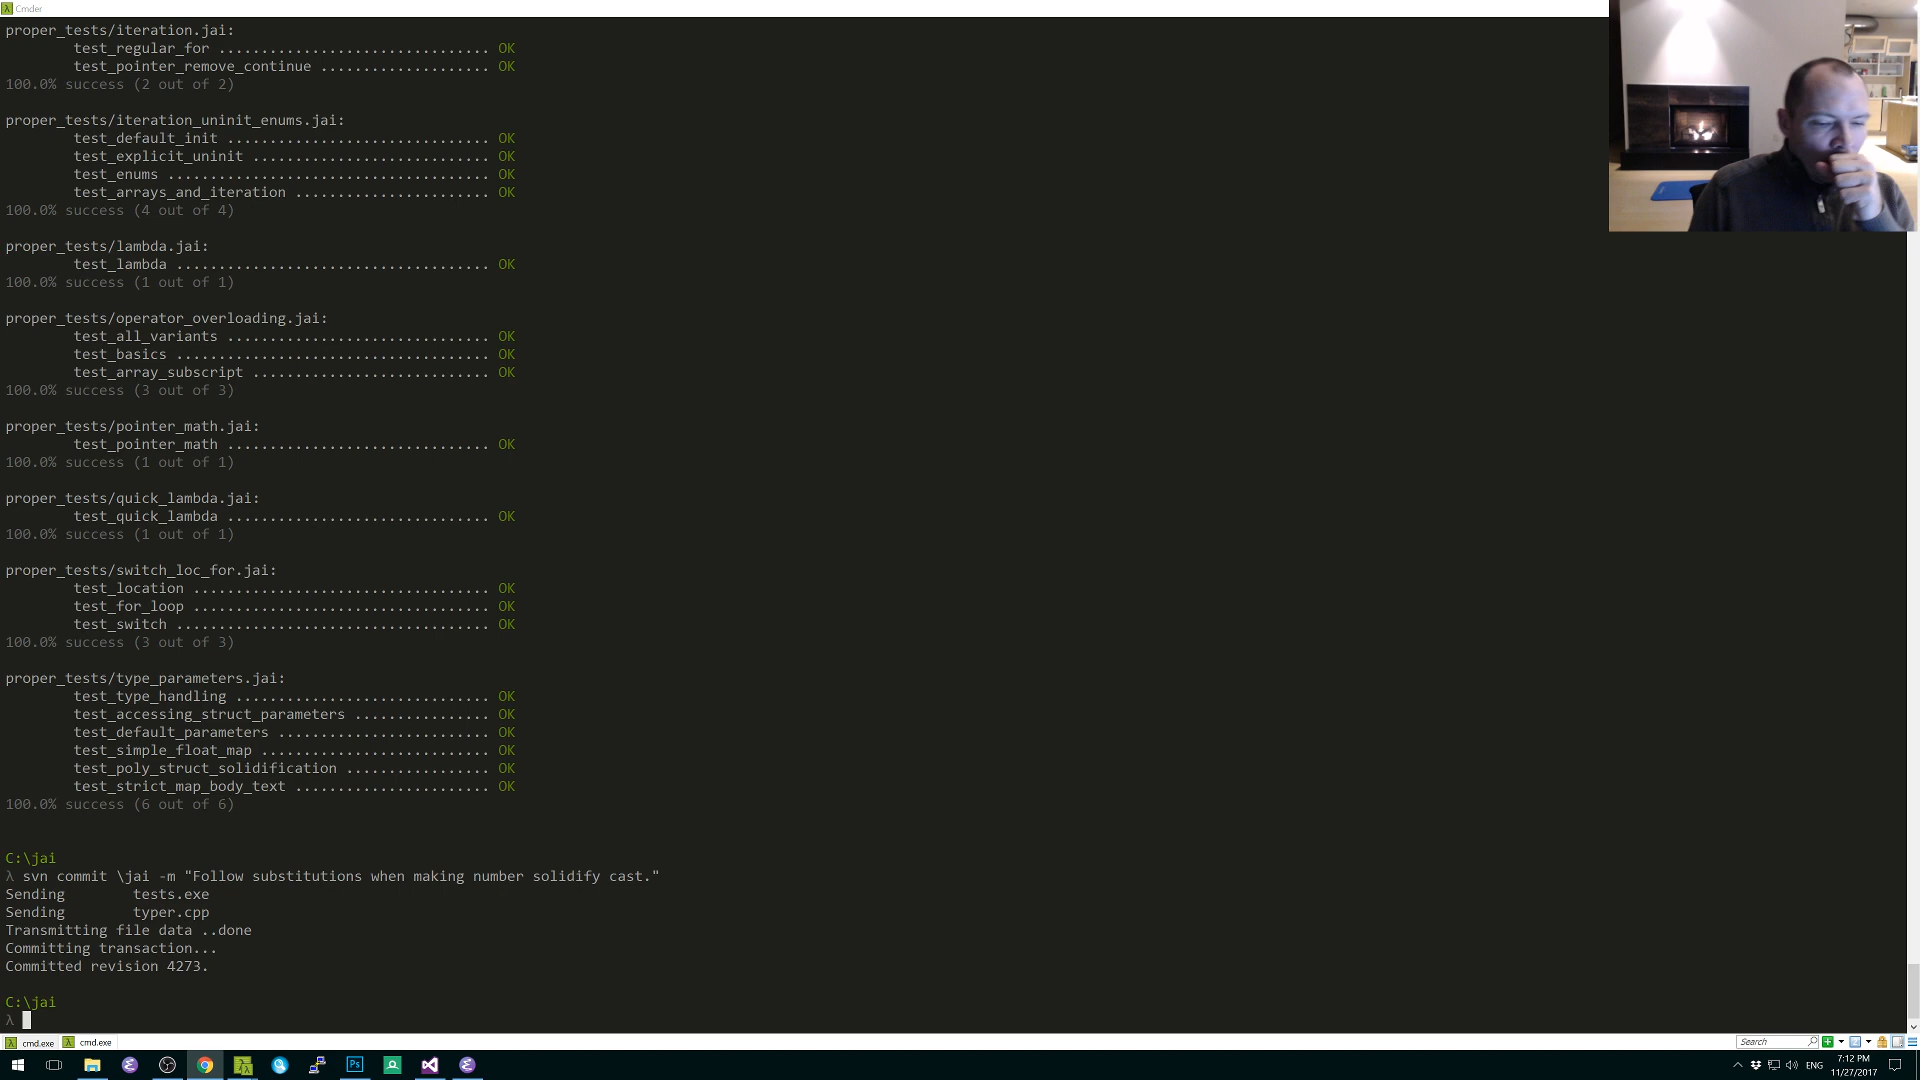 Cmder
proper_tests/iteration.jai:
test_regular_for ................................ OK
test_pointer_remove_continue .................... OK
100.0% success (2 out of 2)
proper_tests/iteration_uninit_enums.jai:
test_default_init ............................... OK
test_explicit_uninit ............................ OK
test_enums ...................................... OK
test_arrays_and_iteration ....................... OK
100.0% success (4 out of 4)
proper_tests/lambda.jai:
test_lambda ..................................... OK
100.0% success (1 out of 1)
proper_tests/operator_overloading.jai:
test_all_variants ............................... OK
test_basics ..................................... OK
test_array_subscript ............................ OK
100.0% success (3 out of 3)
proper_tests/pointer_math.jai:
test_pointer_math ............................... OK
100.0% success (1 out of 1)
proper_tests/quick_lambda.jai:
test_quick_lambda ............................... OK
100.0% success (1 out of 1)
proper_tests/switch_loc_for.jai:
test_location ................................... OK
test_for_loop ................................... OK
test_switch ..................................... OK
100.0% success (3 out of 3)
proper_tests/type_parameters.jai:
test_type_handling .............................. OK
test_accessing_struct_parameters ................ OK
test_default_parameters ......................... OK
test_simple_float_map ........................... OK
test_poly_struct_solidification ................. OK
test_strict_map_body_text ....................... OK
100.0% success (6 out of 6)
C:\jai
λ svn commit \jai -m "Follow substitutions when making number solidify cast."
Sending        tests.exe
Sending        typer.cpp
Transmitting file data ..done
Committing transaction...
Committed revision 4273.
C:\jai
λ
cmd.exe cmd.exe Search
Ps ENG 7:12 PM
11/27/2017